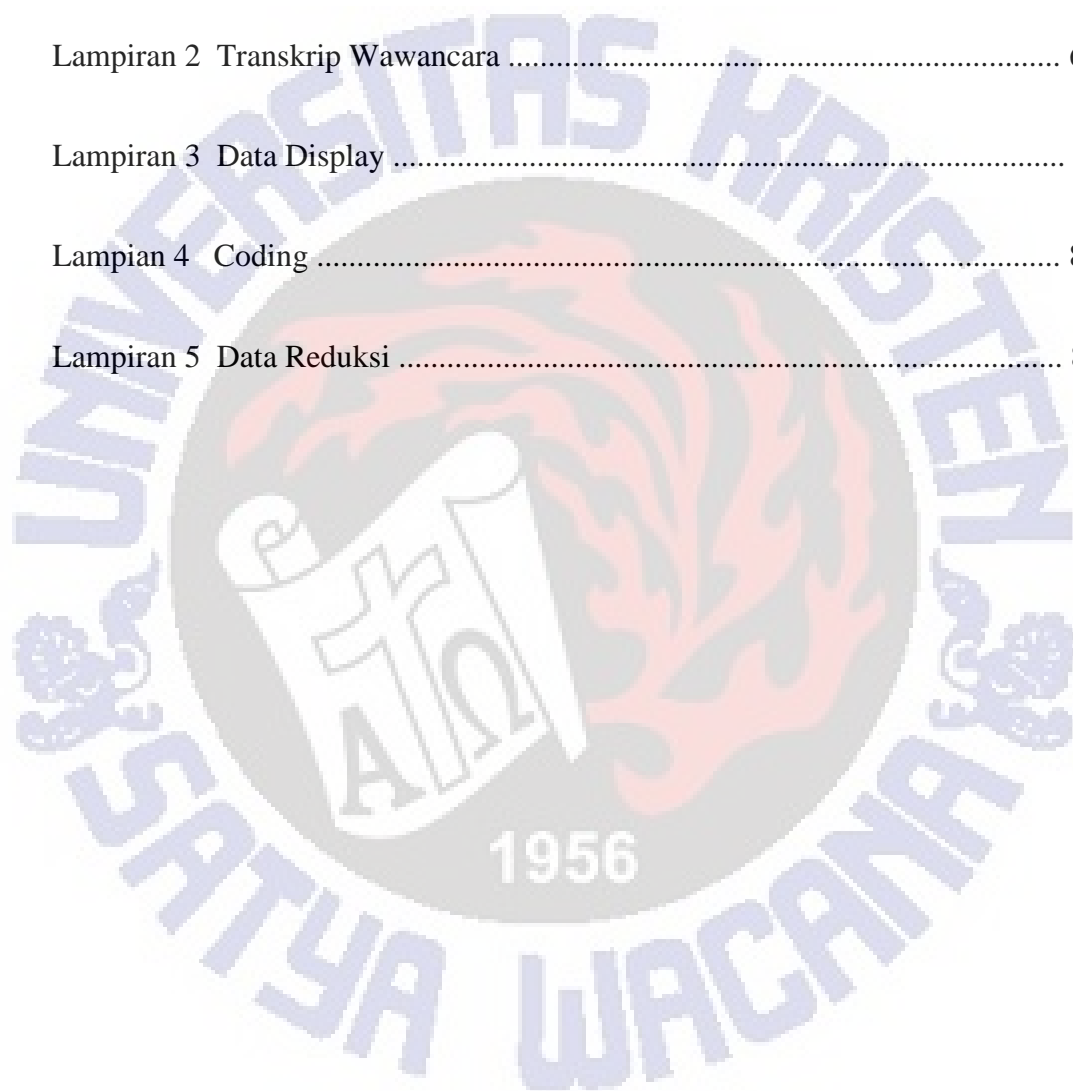 Lampiran 2 Transkrip Wawancara ............................................................
Lampiran 3 Data Display ............................................................
Lampian 4 Coding ............................................................
Lampiran 5 Data Reduksi ............................................................
UNIVERSITAS KRISTEN
Α Ω
1956
SATYA WACANA